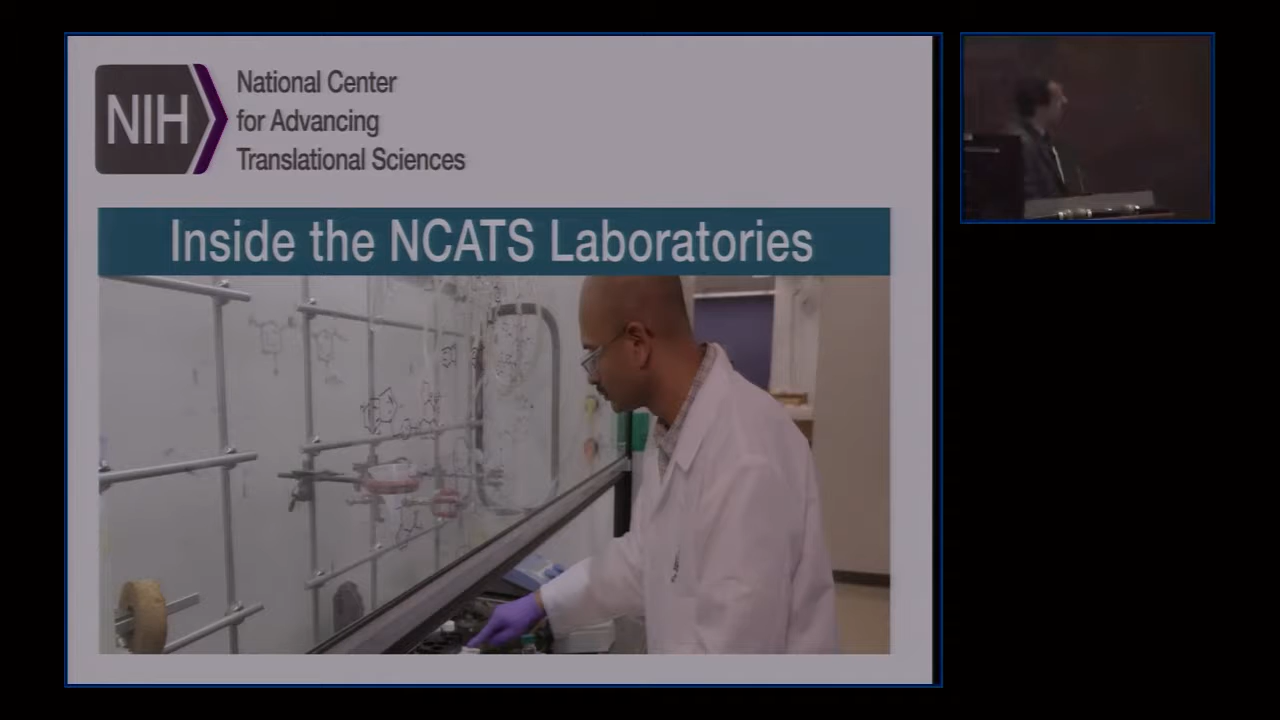 NIH
National Center
for Advancing
Translational Sciences
Inside the NCATS Laboratories